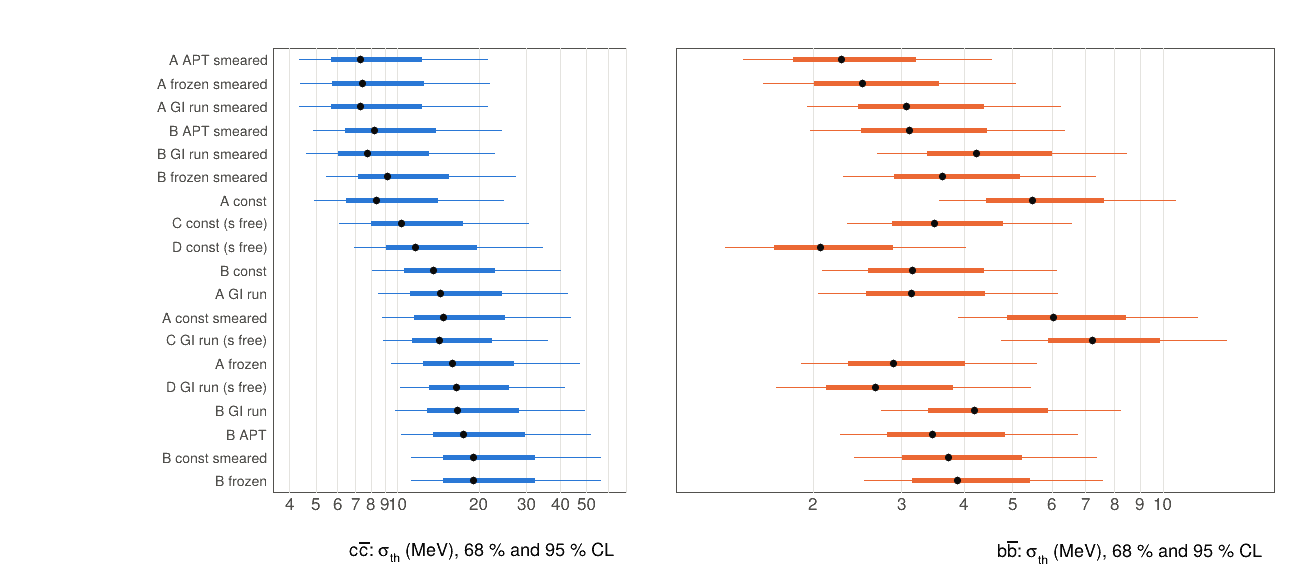 A APT smeared
A frozen smeared
A GI run smeared
B APT smeared
B GI run smeared
B frozen smeared
A const
C const (s free)
D const (s free)
B const
A GI run
A const smeared
C GI run (s free)
A frozen
D GI run (s free)
B GI run
B APT
B const smeared
B frozen
4 5 6 7 8 910 20 30 40 50
2 3 4 5 6 7 8 9 10
cc̅: σth (MeV), 68 % and 95 % CL
bb̅: σth (MeV), 68 % and 95 % CL